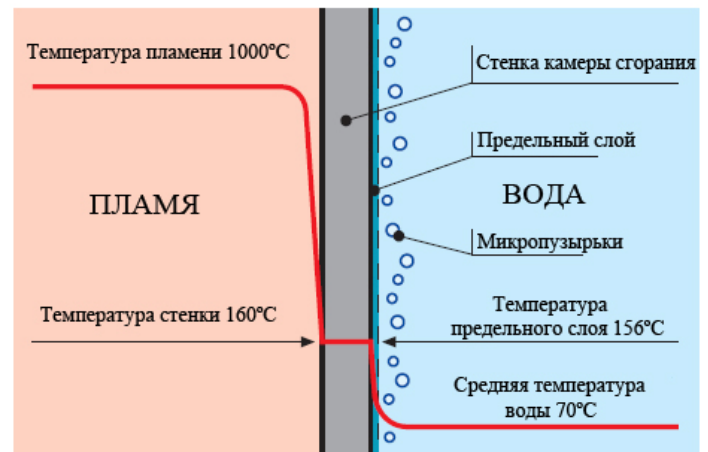 Температура пламени 1000°C
Стенка камеры сгорания
Предельный слой
ПЛАМЯ
ВОДА
Микропузырьки
Температура стенки 160°C
Температура
предельного слоя 156°C
Средняя температура
воды 70°C